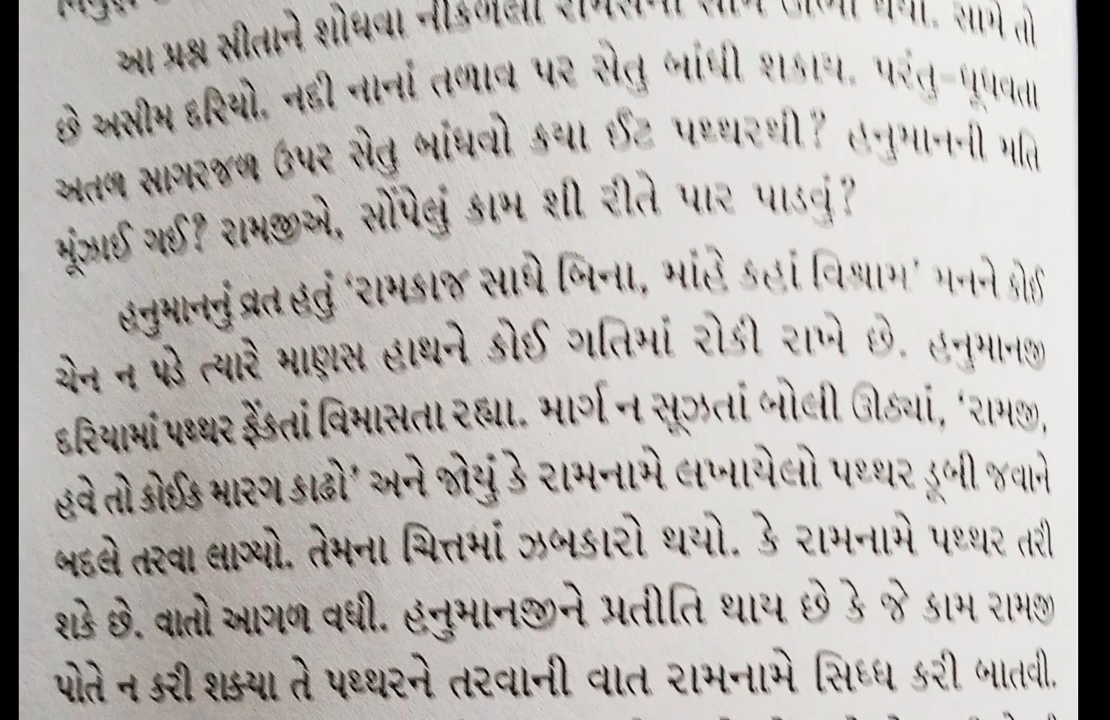 આ પ્રશ્ન સીતાને શોધવા નીકળેલી થયો. સામે તો
છે અસીમ દરિયો. નદી નાનાં તળાવ પર સેતુ બાંધી શકાય. પરંતુ-ઘૂઘવતા
અતળ સાગરજળ ઉપર સેતુ બાંધવો કયા ઈંટ પથ્થરથી? હનુમાનની મતિ
મૂંઝાઈ ગઈ? રામજીએ, સોંપેલું કામ શી રીતે પાર પાડવું?
હનુમાનનું વ્રત હતું ‘રામકાજ સાધે બિના, માંહે કહાં વિશ્રામ’ મનને કોઈ
ચેન ન પડે ત્યારે માણસ હાથને કોઈ ગતિમાં રોકી રાખે છે. હનુમાનજી
દરિયામાં પથ્થર ફેંકતાં વિમાસતા રહ્યા. માર્ગ ન સૂઝતાં બોલી ઊઠ્યાં, ‘રામજી,
હવે તો કોઈક મારગ કાઢો’ અને જોયું કે રામનામે લખાયેલો પથ્થર ડૂબી જવાને
બદલે તરવા લાગ્યો. તેમના ચિત્તમાં ઝબકારો થયો. કે રામનામે પથ્થર તરી
શકે છે. વાતો આગળ વધી. હનુમાનજીને પ્રતીતિ થાય છે કે જે કામ રામજી
પોતે ન કરી શક્યા તે પથ્થરને તરવાની વાત રામનામે સિધ્ધ કરી બાતવી.